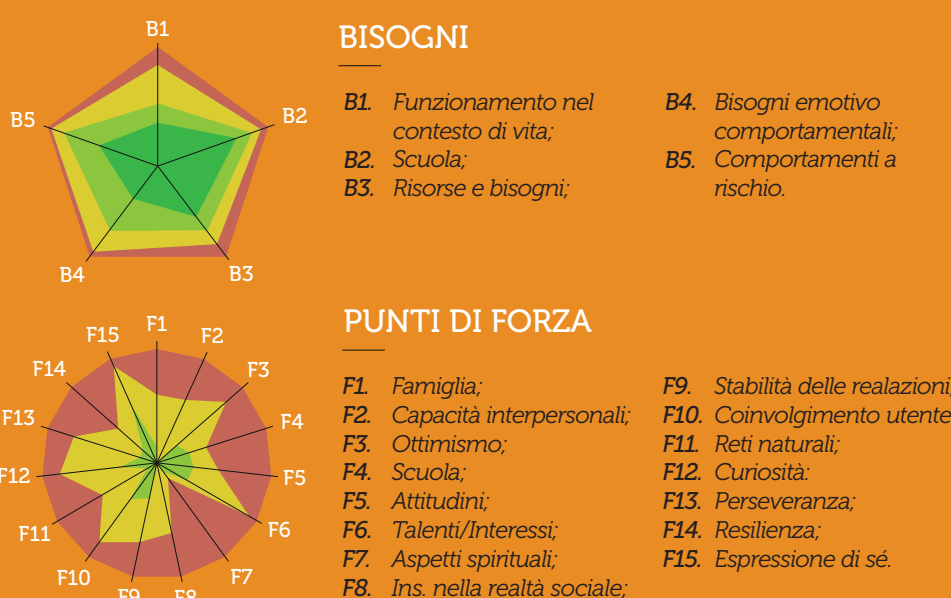 B1
B2
B3
B4
B5
BISOGNI
B1. Funzionamento nel
contesto di vita;
B2. Scuola;
B3. Risorse e bisogni;
B4. Bisogni emotivo
comportamentali;
B5. Comportamenti a
rischio.
F1
F2
F3
F4
F5
F6
F7
F8
F9
F10
F11
F12
F13
F14
F15
PUNTI DI FORZA
F1. Famiglia;
F2. Capacità interpersonali;
F3. Ottimismo;
F4. Scuola;
F5. Attitudini;
F6. Talenti/Interessi;
F7. Aspetti spirituali;
F8. Ins. nella realtà sociale;
F9. Stabilità delle realazioni;
F10. Coinvolgimento utente
F11. Reti naturali;
F12. Curiosità:
F13. Perseveranza;
F14. Resilienza;
F15. Espressione di sé.